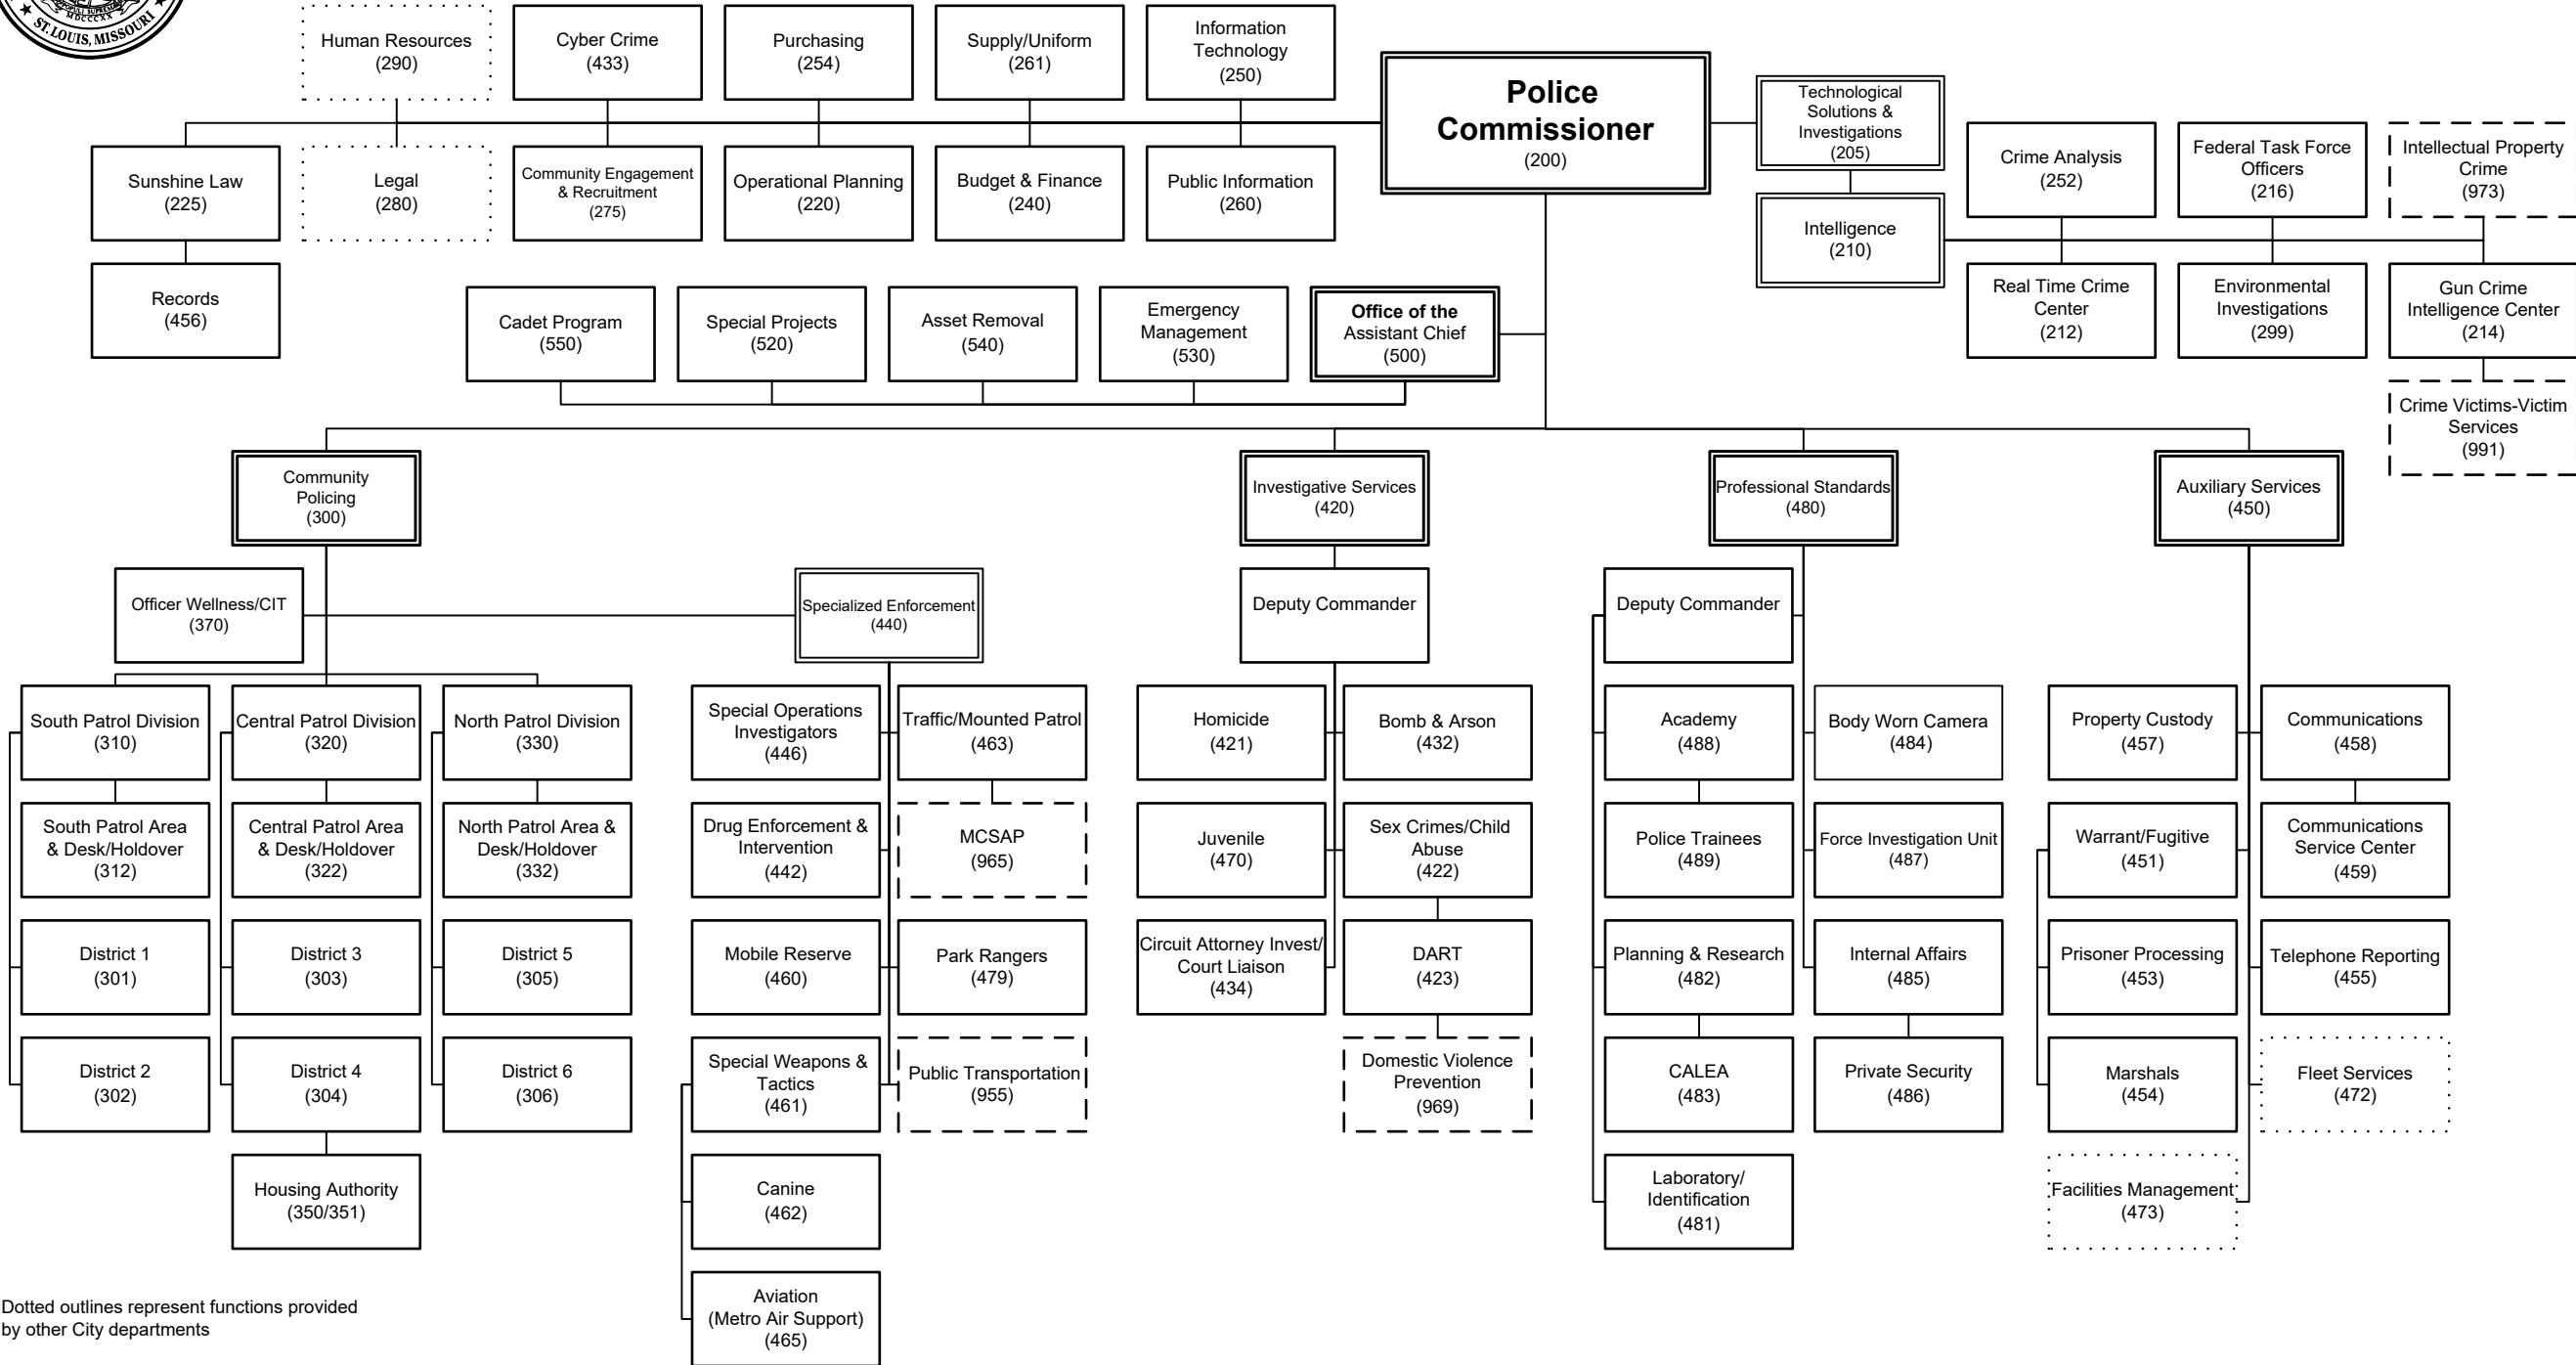 POPULI SUPREMA
MDCCCXX
★ ST. LOUIS, MISSOURI ★
Human Resources
(290)
Cyber Crime
(433)
Purchasing
(254)
Supply/Uniform
(261)
Information
Technology
(250)
Police
Commissioner
(200)
Technological
Solutions &
Investigations
(205)
Sunshine Law
(225)
Legal
(280)
Community Engagement
& Recruitment
(275)
Operational Planning
(220)
Budget & Finance
(240)
Public Information
(260)
Intelligence
(210)
Crime Analysis
(252)
Federal Task Force
Officers
(216)
Intellectual Property
Crime
(973)
Records
(456)
Cadet Program
(550)
Special Projects
(520)
Asset Removal
(540)
Emergency
Management
(530)
Office of the
Assistant Chief
(500)
Real Time Crime
Center
(212)
Environmental
Investigations
(299)
Gun Crime
Intelligence Center
(214)
Crime Victims-Victim
Services
(991)
Community
Policing
(300)
Investigative Services
(420)
Professional Standards
(480)
Auxiliary Services
(450)
Officer Wellness/CIT
(370)
Specialized Enforcement
(440)
Deputy Commander
Deputy Commander
South Patrol Division
(310)
Central Patrol Division
(320)
North Patrol Division
(330)
Special Operations
Investigators
(446)
Traffic/Mounted Patrol
(463)
Homicide
(421)
Bomb & Arson
(432)
Academy
(488)
Body Worn Camera
(484)
Property Custody
(457)
Communications
(458)
South Patrol Area
& Desk/Holdover
(312)
Central Patrol Area
& Desk/Holdover
(322)
North Patrol Area &
Desk/Holdover
(332)
Drug Enforcement &
Intervention
(442)
MCSAP
(965)
Juvenile
(470)
Sex Crimes/Child
Abuse
(422)
Police Trainees
(489)
Force Investigation Unit
(487)
Warrant/Fugitive
(451)
Communications
Service Center
(459)
District 1
(301)
District 3
(303)
District 5
(305)
Mobile Reserve
(460)
Park Rangers
(479)
Circuit Attorney Invest/
Court Liaison
(434)
DART
(423)
Planning & Research
(482)
Internal Affairs
(485)
Prisoner Processing
(453)
Telephone Reporting
(455)
District 2
(302)
District 4
(304)
District 6
(306)
Special Weapons &
Tactics
(461)
Public Transportation
(955)
Domestic Violence
Prevention
(969)
CALEA
(483)
Private Security
(486)
Marshals
(454)
Fleet Services
(472)
Housing Authority
(350/351)
Canine
(462)
Laboratory/
Identification
(481)
Facilities Management
(473)
Aviation
(Metro Air Support)
(465)
Dotted outlines represent functions provided
by other City departments